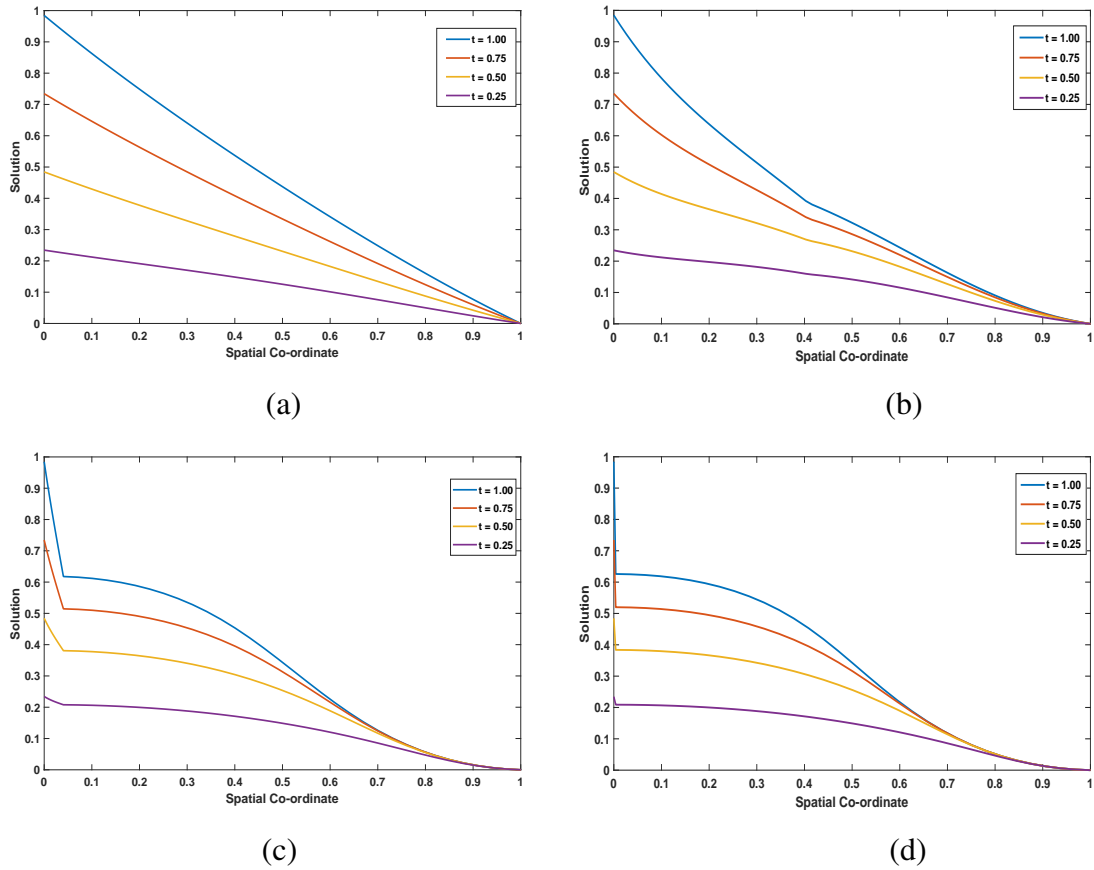 1
0.9
0.8
0.7
0.6
0.5
0.4
0.3
0.2
0.1
0
Solution
t = 1.00
t = 0.75
t = 0.50
t = 0.25
0 0.1 0.2 0.3 0.4 0.5 0.6 0.7 0.8 0.9 1
Spatial Co-ordinate
(a)
1
0.9
0.8
0.7
0.6
0.5
0.4
0.3
0.2
0.1
0
Solution
t = 1.00
t = 0.75
t = 0.50
t = 0.25
0 0.1 0.2 0.3 0.4 0.5 0.6 0.7 0.8 0.9 1
Spatial Co-ordinate
(b)
1
0.9
0.8
0.7
0.6
0.5
0.4
0.3
0.2
0.1
0
Solution
t = 1.00
t = 0.75
t = 0.50
t = 0.25
0 0.1 0.2 0.3 0.4 0.5 0.6 0.7 0.8 0.9 1
Spatial Co-ordinate
(c)
1
0.9
0.8
0.7
0.6
0.5
0.4
0.3
0.2
0.1
0
Solution
t = 1.00
t = 0.75
t = 0.50
t = 0.25
0 0.1 0.2 0.3 0.4 0.5 0.6 0.7 0.8 0.9 1
Spatial Co-ordinate
(d)